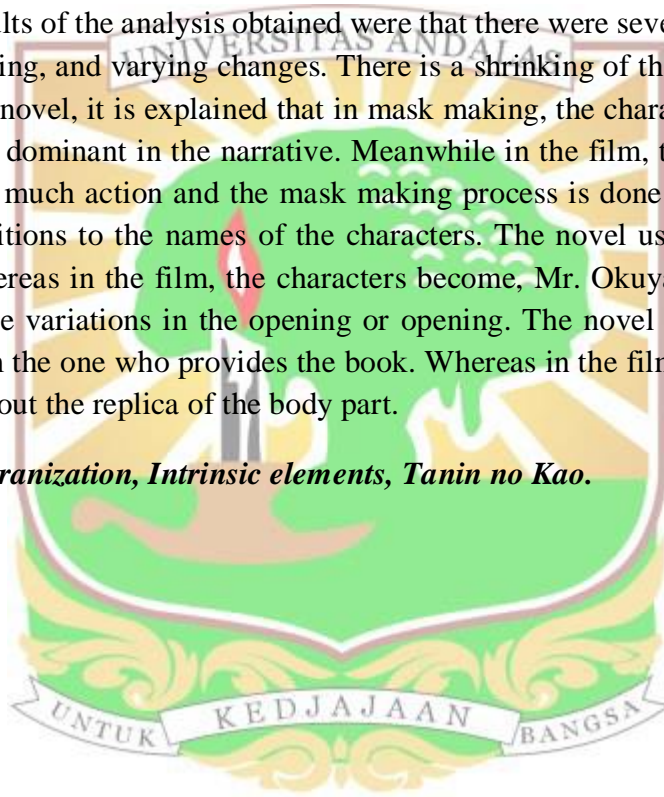 ults of the analysis obtained were that there were seve
UNIVERSITAS ANDALAS
ing, and varying changes. There is a shrinking of th
novel, it is explained that in mask making, the chara
dominant in the narrative. Meanwhile in the film, t
much action and the mask making process is done
itions to the names of the characters. The novel us
ereas in the film, the characters become, Mr. Okuya
e variations in the opening or opening. The novel
n the one who provides the book. Whereas in the film
out the replica of the body part.
ranization, Intrinsic elements, Tanin no Kao.
UNTUK KEDJAJAAN BANGSA